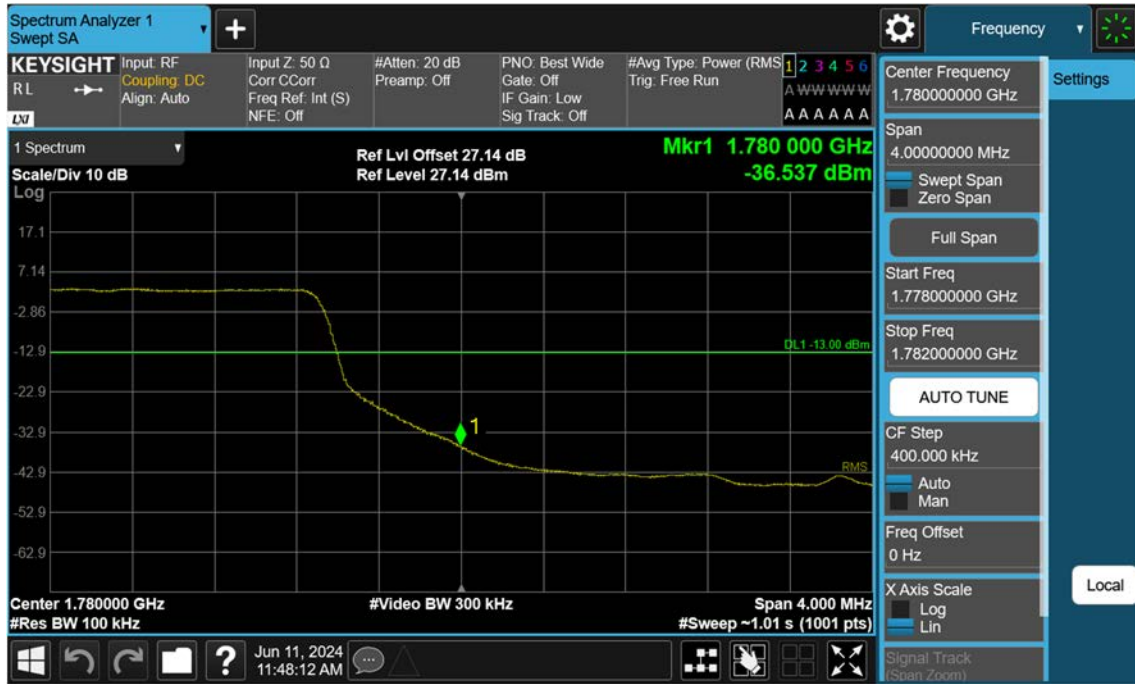 Spectrum Analyzer 1
Swept SA
+
Frequency
KEYSIGHT
RL
LXI
Input: RF
Coupling: DC
Align: Auto
Input Z: 50 Ω
Corr CCorr
Freq Ref: Int (S)
NFE: Off
#Atten: 20 dB
Preamp: Off
PNO: Best Wide
Gate: Off
IF Gain: Low
Sig Track: Off
#Avg Type: Power (RMS
Trig: Free Run
1 2 3 4 5 6
A W W W W W
A A A A A A
1 Spectrum
Scale/Div 10 dB
Ref Lvl Offset 27.14 dB
Ref Level 27.14 dBm
Mkr1 1.780 000 GHz
-36.537 dBm
Log
17.1
7.14
-2.86
-12.9
-22.9
-32.9
-42.9
-52.9
-62.9
DL1 -13.00 dBm
1
RMS
Center 1.780000 GHz
#Res BW 100 kHz
#Video BW 300 kHz
Span 4.000 MHz
#Sweep ~1.01 s (1001 pts)
Center Frequency
1.780000000 GHz
Span
4.00000000 MHz
Swept Span
Zero Span
Full Span
Start Freq
1.778000000 GHz
Stop Freq
1.782000000 GHz
AUTO TUNE
CF Step
400.000 kHz
Auto
Man
Freq Offset
0 Hz
X Axis Scale
Log
Lin
Signal Track
(Span Zoom)
Settings
Local
?
Jun 11, 2024
11:48:12 AM